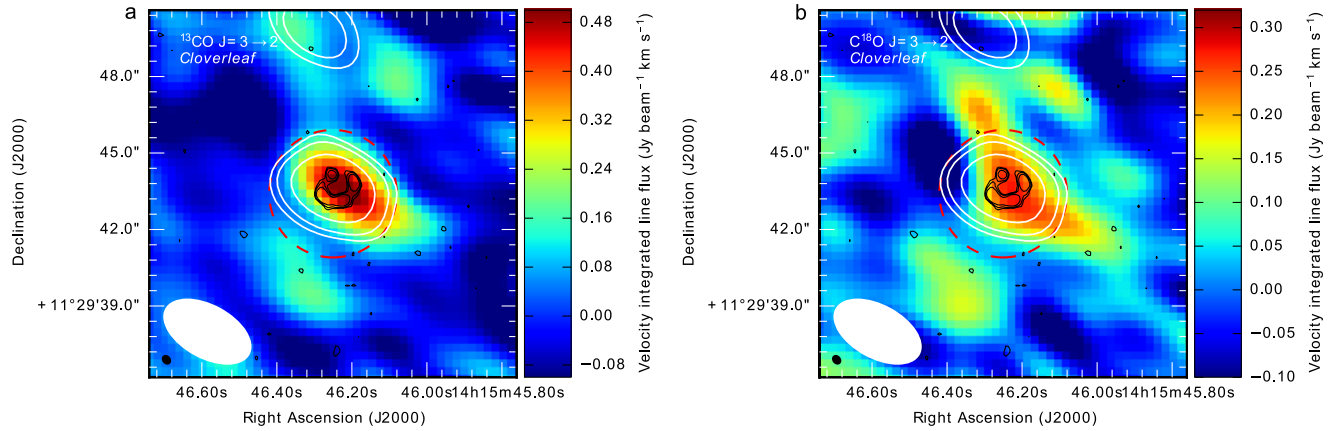 a
¹³CO J= 3 → 2
Cloverleaf
48.0"
45.0"
42.0"
+ 11°29'39.0"
Declination (J2000)
46.60s 46.40s 46.20s 46.00s 14h15m45.80s
Right Ascension (J2000)
0.48
0.40
0.32
0.24
0.16
0.08
0.00
−0.08
Velocity integrated line flux (Jy beam⁻¹ km s⁻¹)
b
C¹⁸O J= 3 → 2
Cloverleaf
48.0"
45.0"
42.0"
+ 11°29'39.0"
Declination (J2000)
46.60s 46.40s 46.20s 46.00s 14h15m45.80s
Right Ascension (J2000)
0.30
0.25
0.20
0.15
0.10
0.05
0.00
−0.05
−0.10
Velocity integrated line flux (Jy beam⁻¹ km s⁻¹)